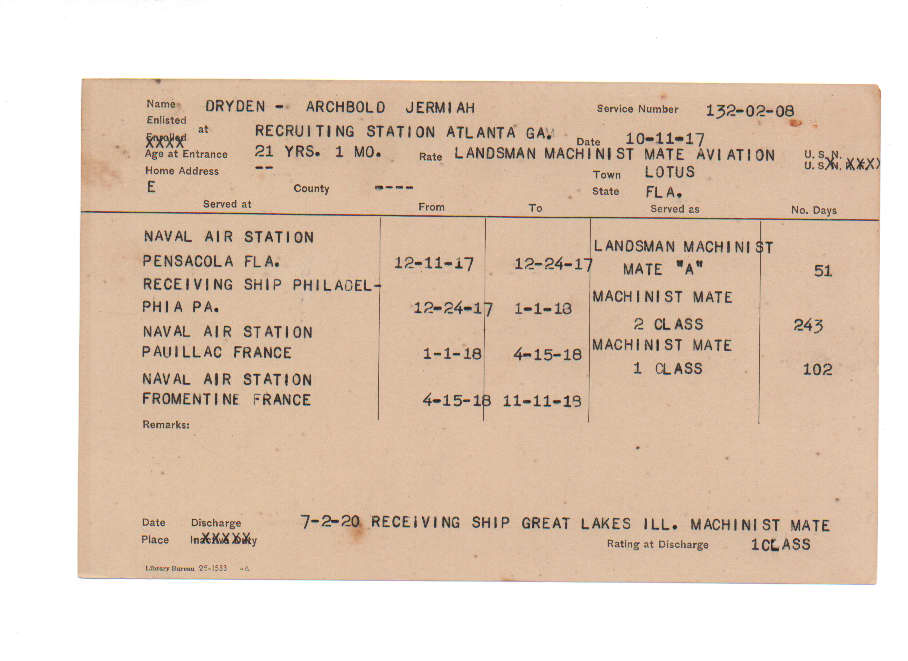 Name DRYDEN - ARCHBOLD JERMIAH Service Number 132-02-08
Enlisted
Enrolled at RECRUITING STATION ATLANTA GA. Date 10-11-17
XXXX
Age at Entrance 21 YRS. 1 MO. Rate LANDSMAN MACHINIST MATE AVIATION U.S.N.
Home Address -- Town LOTUS U.S.N. XXXX
E County ---- State FLA.
Served at From To Served as No. Days
NAVAL AIR STATION LANDSMAN MACHINIST
PENSACOLA FLA. 12-11-17 12-24-17 MATE "A" 51
RECEIVING SHIP PHILADEL-
PHIA PA. 12-24-17 1-1-18 MACHINIST MATE
NAVAL AIR STATION 2 CLASS 243
PAUILLAC FRANCE 1-1-18 4-15-18 MACHINIST MATE
NAVAL AIR STATION 1 CLASS 102
FROMENTINE FRANCE 4-15-18 11-11-18
Remarks:
Date Discharge 7-2-20 RECEIVING SHIP GREAT LAKES ILL. MACHINIST MATE
Place Inactive Duty XXXXX Rating at Discharge 1CLASS
Library Bureau 25-1533